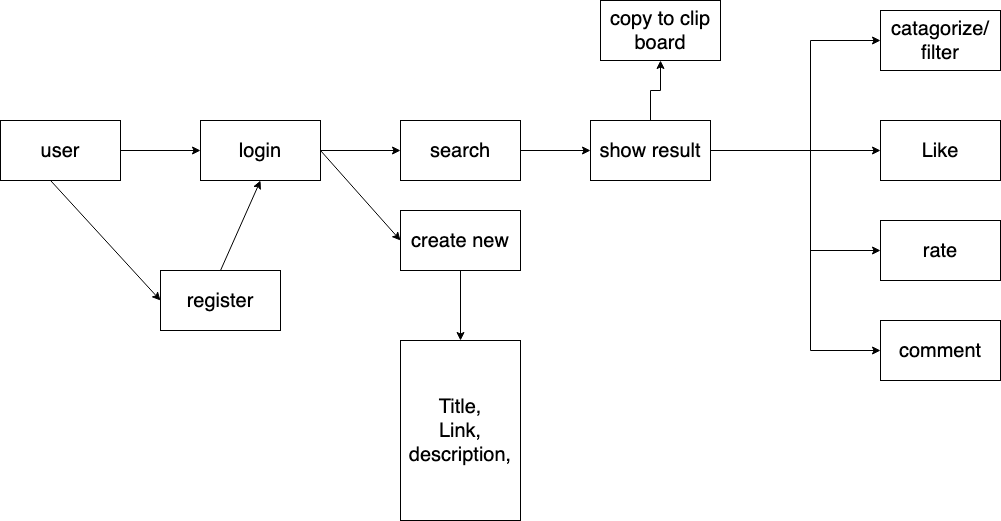 copy to clip
board
catagorize/
filter
user
login
search
show result
Like
create new
rate
register
comment
Title,
Link,
description,